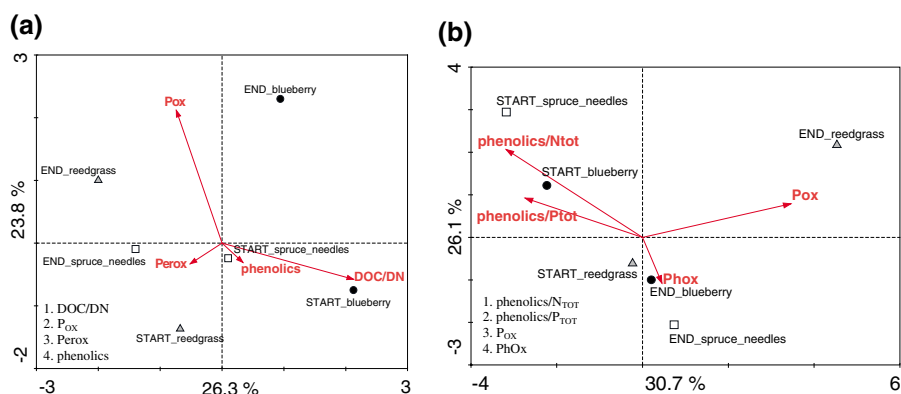 (a)
3
23.8 %
-2
-3
26.3 %
3
Pox
END_blueberry
END_reedgrass
END_spruce_needles
Perox
START_spruce_needles
phenolics
DOC/DN
START_blueberry
START_reedgrass
1. DOC/DN
2. POX
3. Perox
4. phenolics
(b)
4
26.1 %
-3
-4
30.7 %
6
START_spruce_needles
phenolics/Ntot
START_blueberry
phenolics/Ptot
END_reedgrass
Pox
START_reedgrass
Phox
END_blueberry
END_spruce_needles
1. phenolics/NTOT
2. phenolics/PTOT
3. POX
4. PhOx